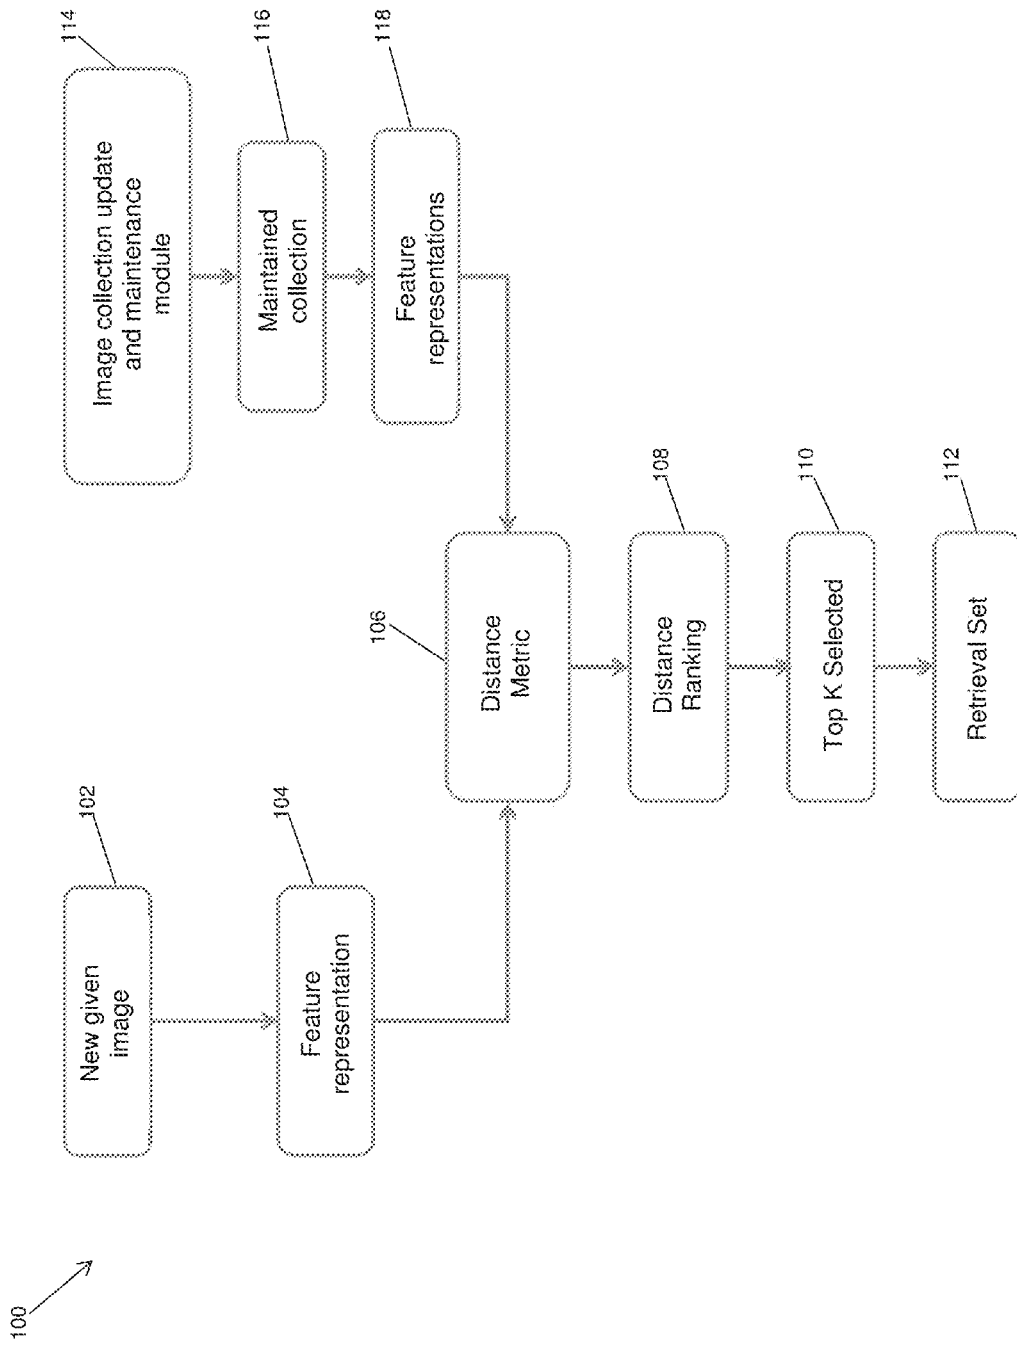 100
102
New given
image
104
Feature
representation
106
Distance
Metric
108
Distance
Ranking
110
Top K Selected
112
Retrieval Set
114
Image collection update
and maintenance
module
116
Maintained
collection
118
Feature
representations